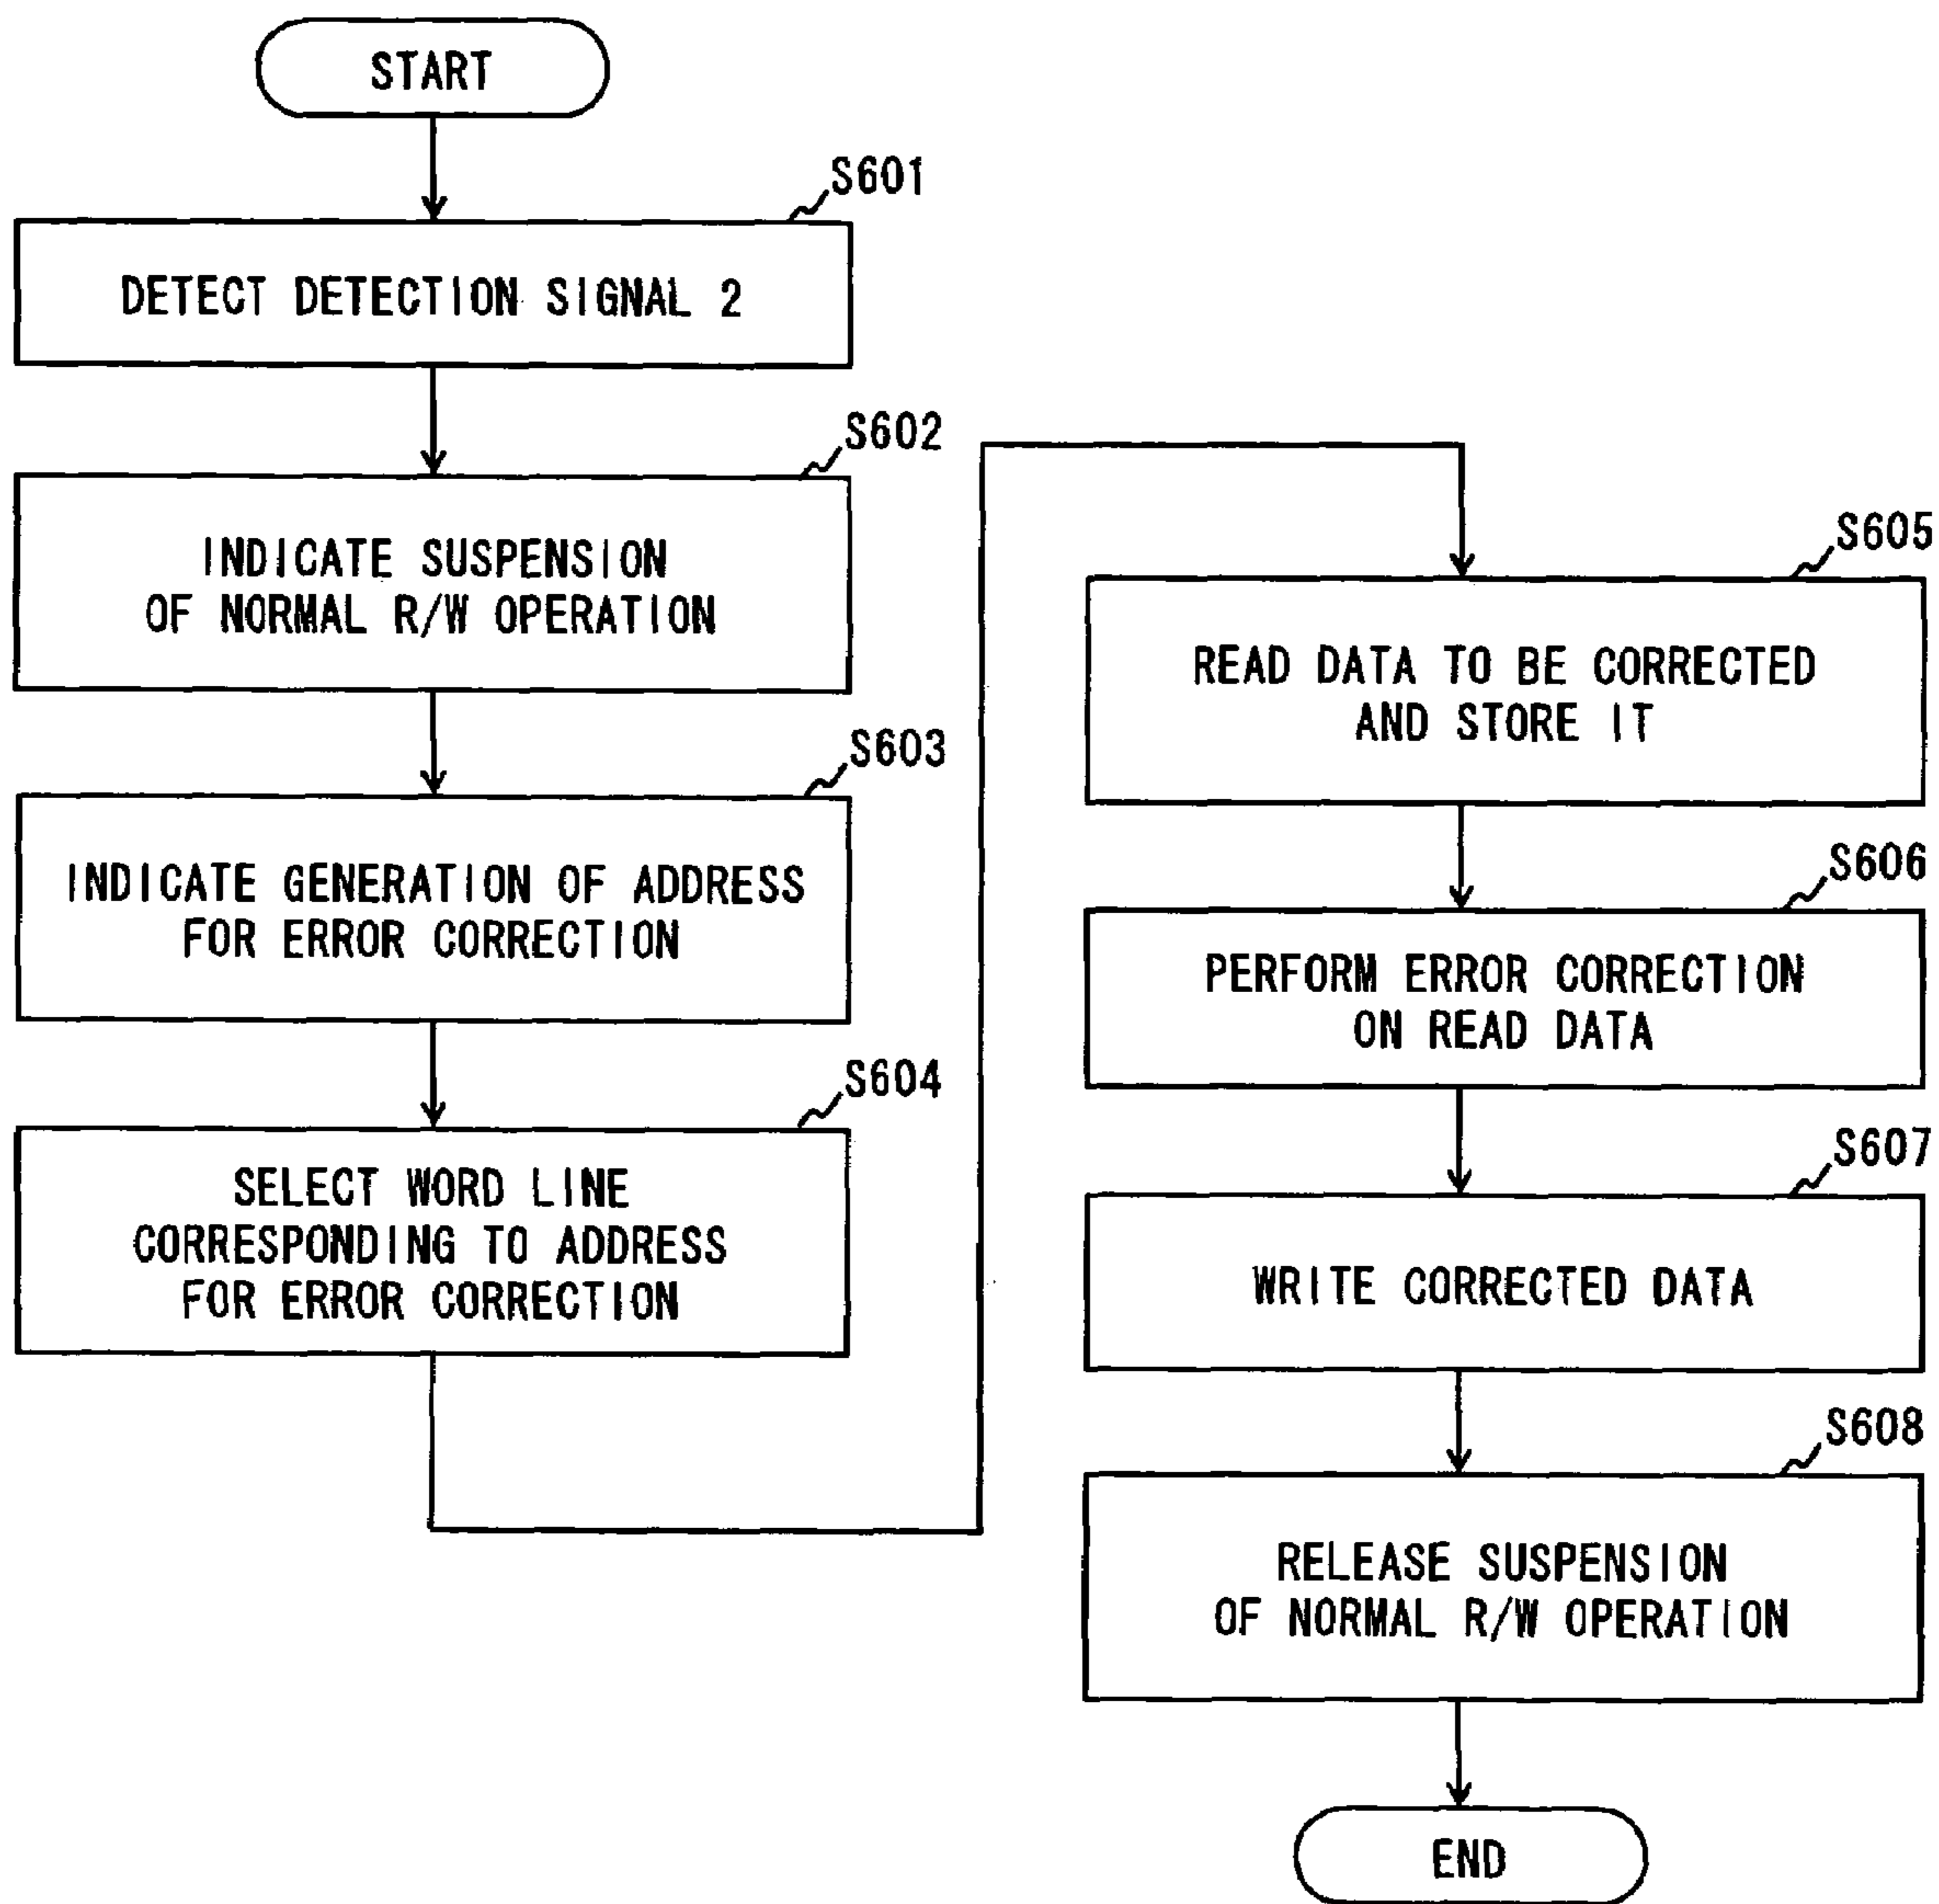 START
S601
DETECT DETECTION SIGNAL 2
S602
INDICATE SUSPENSION
OF NORMAL R/W OPERATION
S603
INDICATE GENERATION OF ADDRESS
FOR ERROR CORRECTION
S604
SELECT WORD LINE
CORRESPONDING TO ADDRESS
FOR ERROR CORRECTION
S605
READ DATA TO BE CORRECTED
AND STORE IT
S606
PERFORM ERROR CORRECTION
ON READ DATA
S607
WRITE CORRECTED DATA
S608
RELEASE SUSPENSION
OF NORMAL R/W OPERATION
END